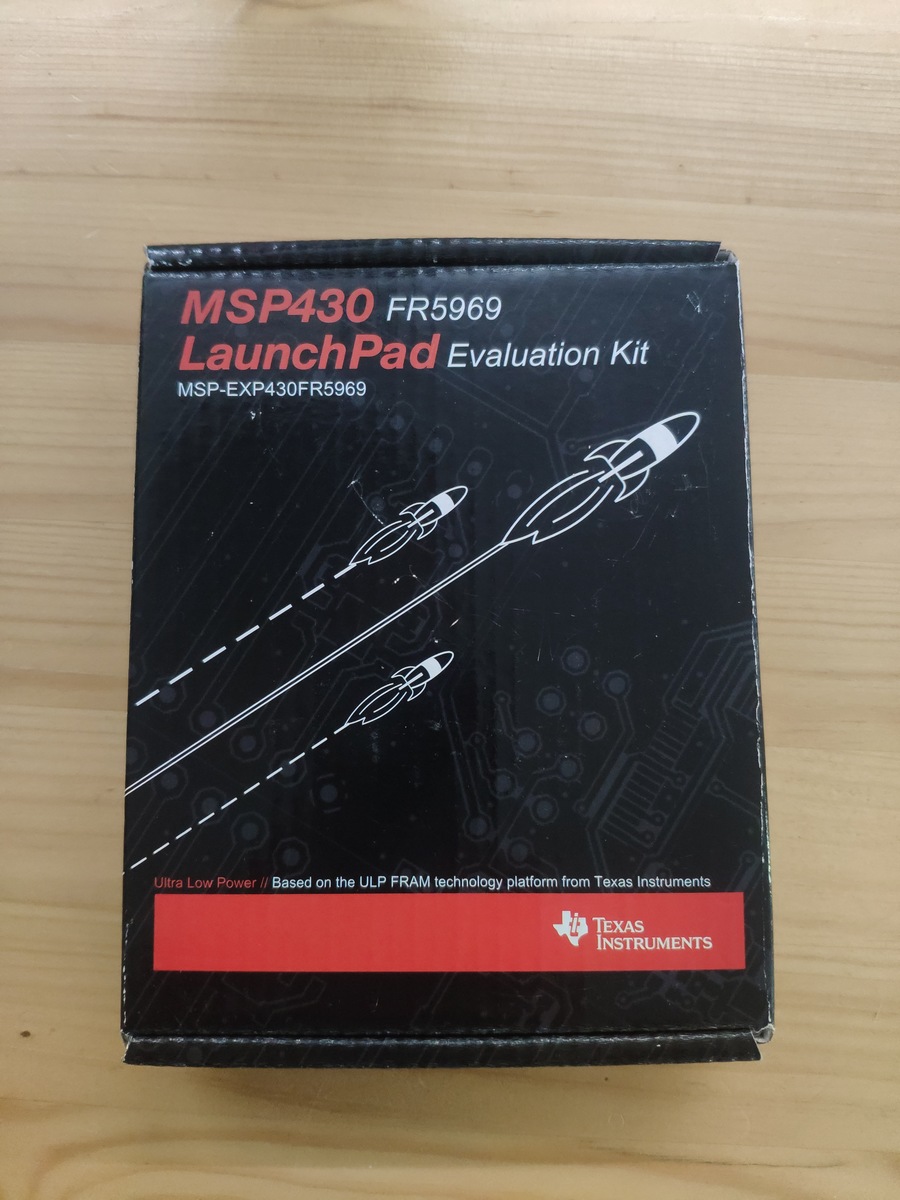 MSP430 FR5969
LaunchPad Evaluation Kit
MSP-EXP430FR5969
Ultra Low Power // Based on the ULP FRAM technology platform from Texas Instruments
TEXAS
INSTRUMENTS